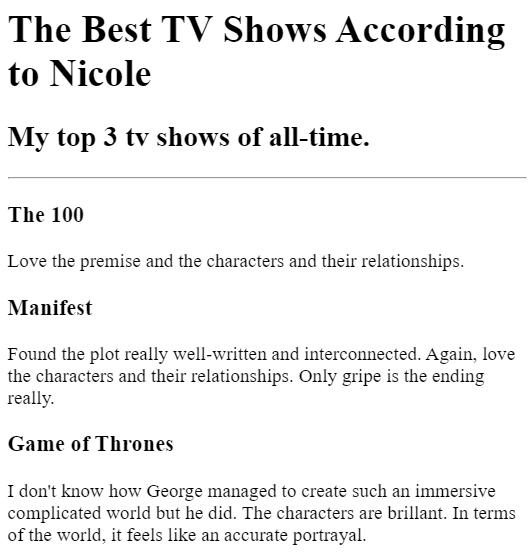 The Best TV Shows According
to Nicole
My top 3 tv shows of all-time.
The 100
Love the premise and the characters and their relationships.
Manifest
Found the plot really well-written and interconnected. Again, love
the characters and their relationships. Only gripe is the ending
really.
Game of Thrones
I don't know how George managed to create such an immersive
complicated world but he did. The characters are brillant. In terms
of the world, it feels like an accurate portrayal.